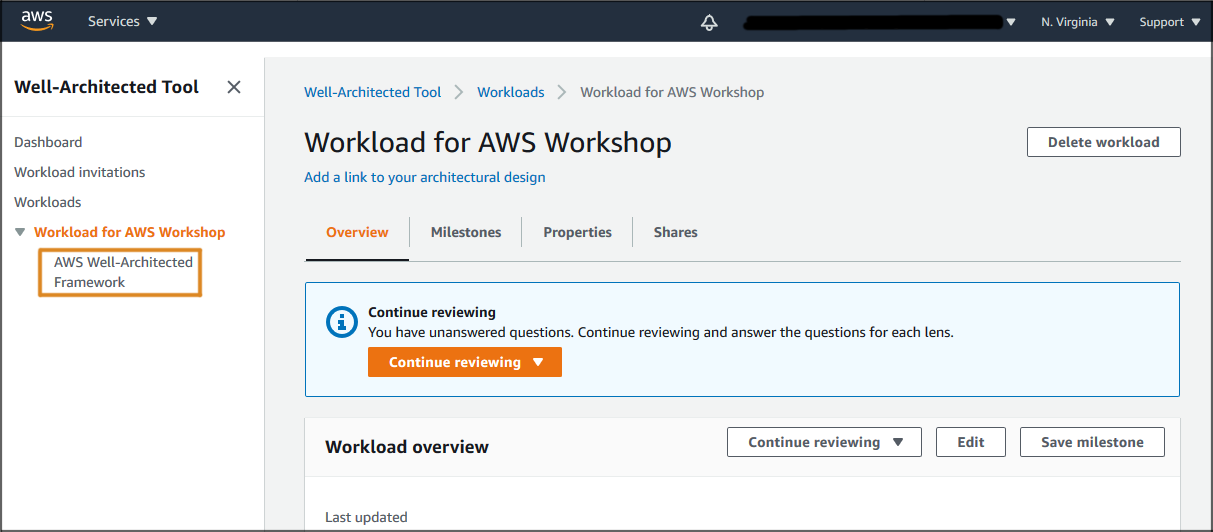 aws
Services
N. Virginia
Support
Well-Architected Tool
Dashboard
Workload invitations
Workloads
Workload for AWS Workshop
AWS Well-Architected
Framework
Well-Architected Tool
Workloads
Workload for AWS Workshop
Workload for AWS Workshop
Delete workload
Add a link to your architectural design
Overview
Milestones
Properties
Shares
Continue reviewing
You have unanswered questions. Continue reviewing and answer the questions for each lens.
Continue reviewing
Workload overview
Continue reviewing
Edit
Save milestone
Last updated